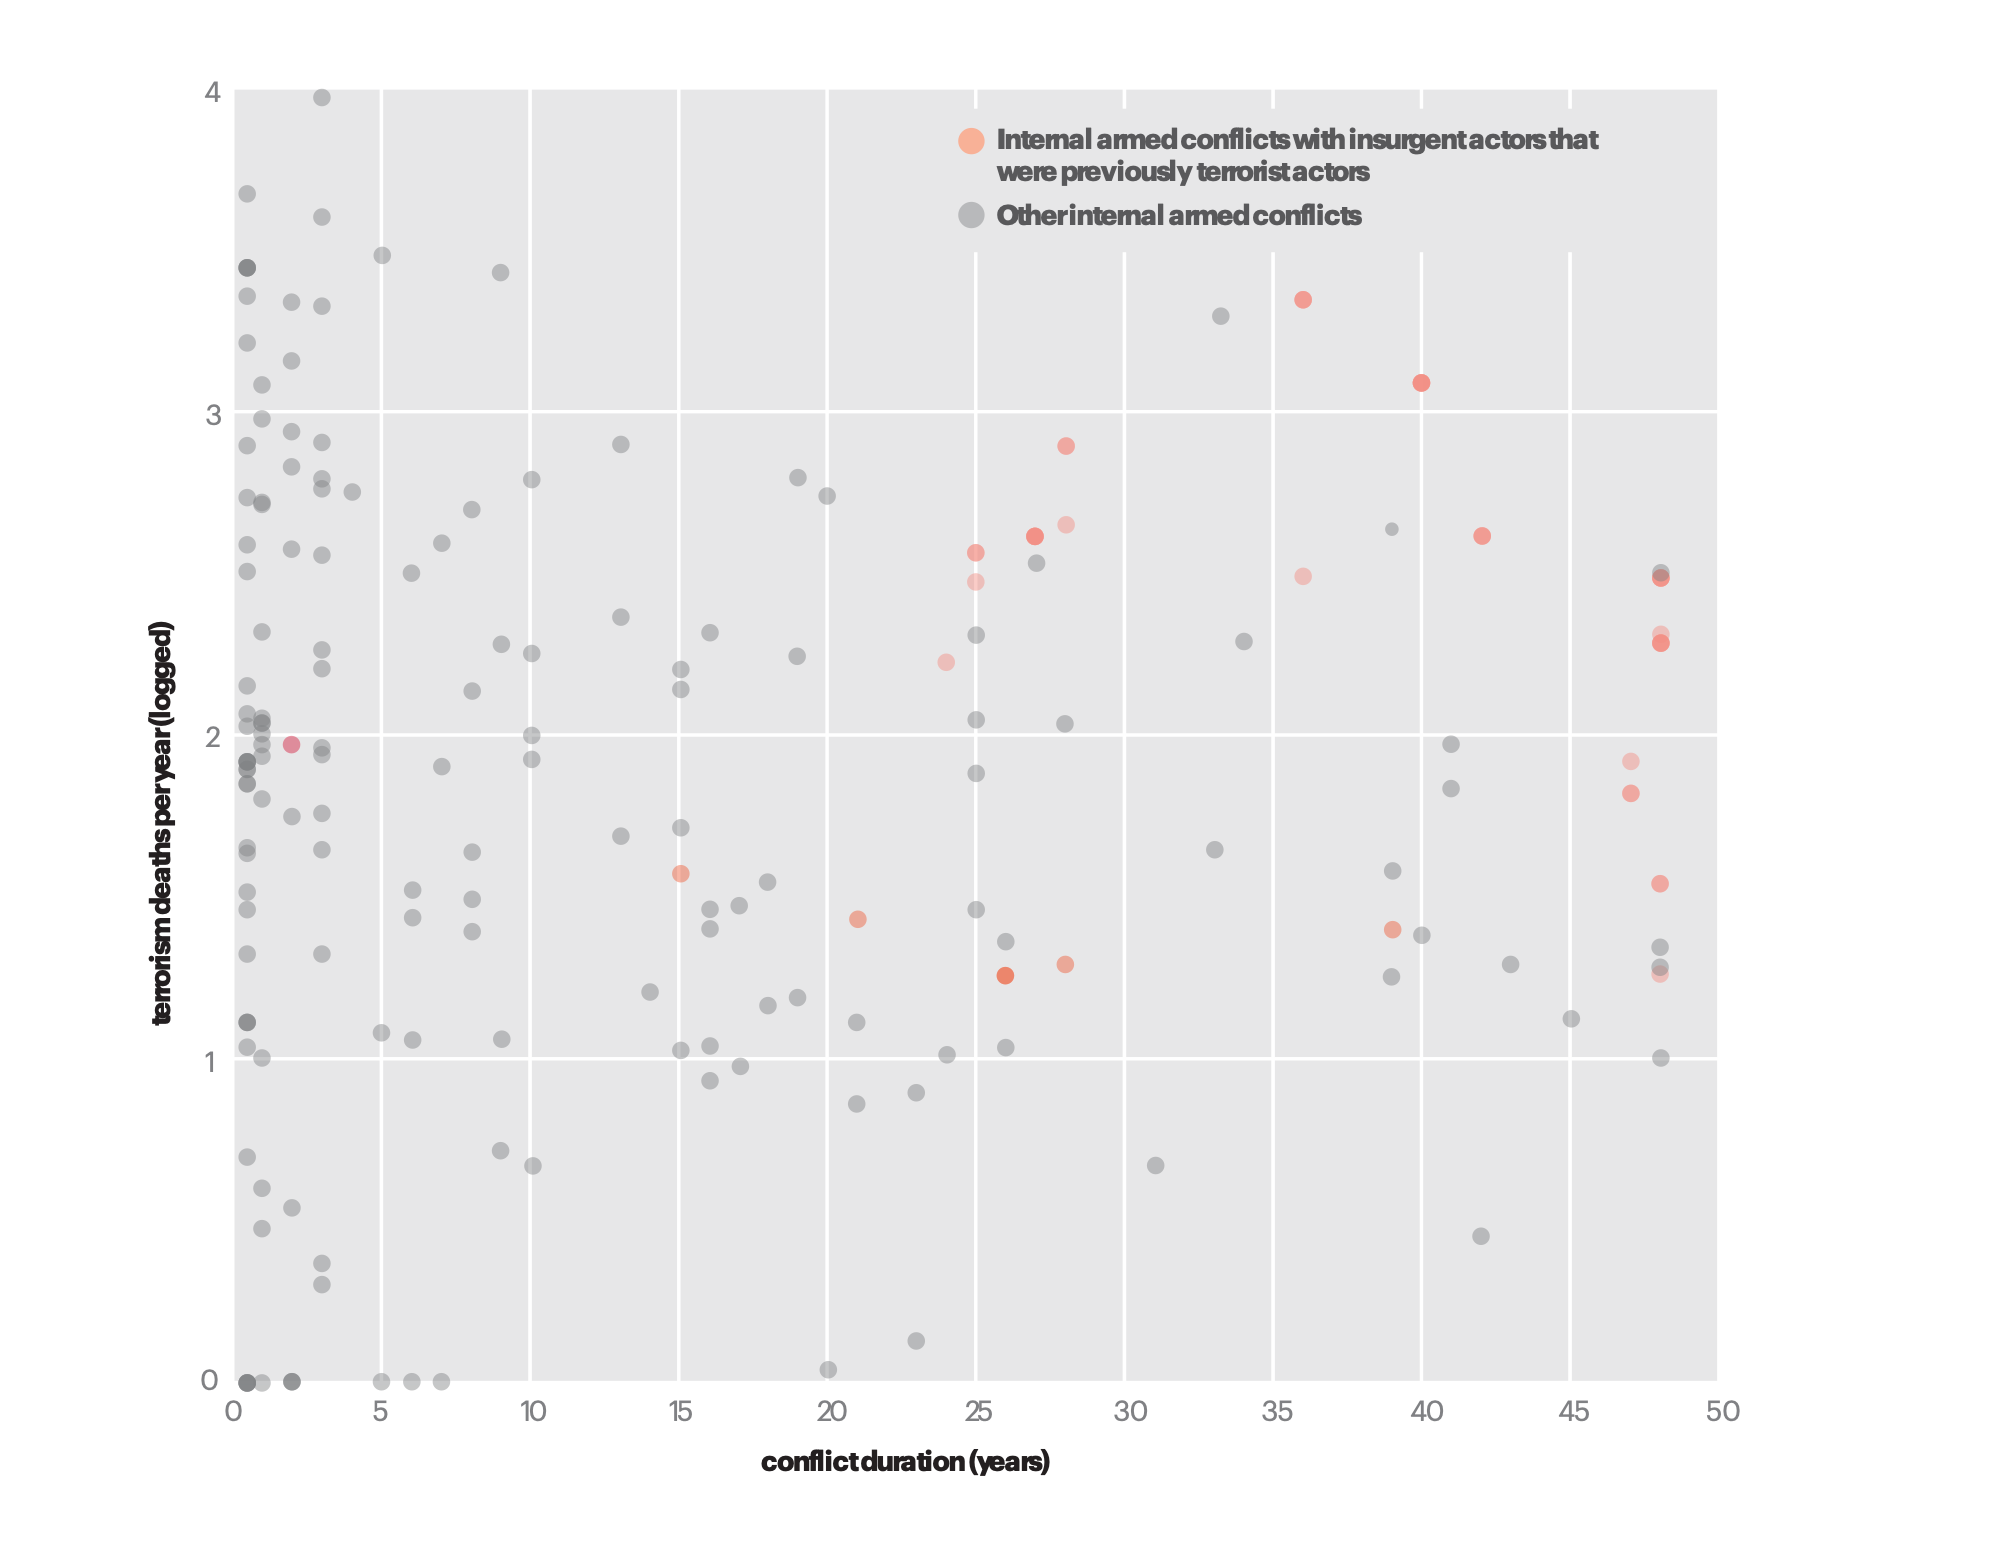 4
Internal armed conflicts with insurgent actors that
were previously terrorist actors
Other internal armed conflicts
3
2
terrorism deaths per year (logged)
1
0
0 5 10 15 20 25 30 35 40 45 50
conflict duration (years)